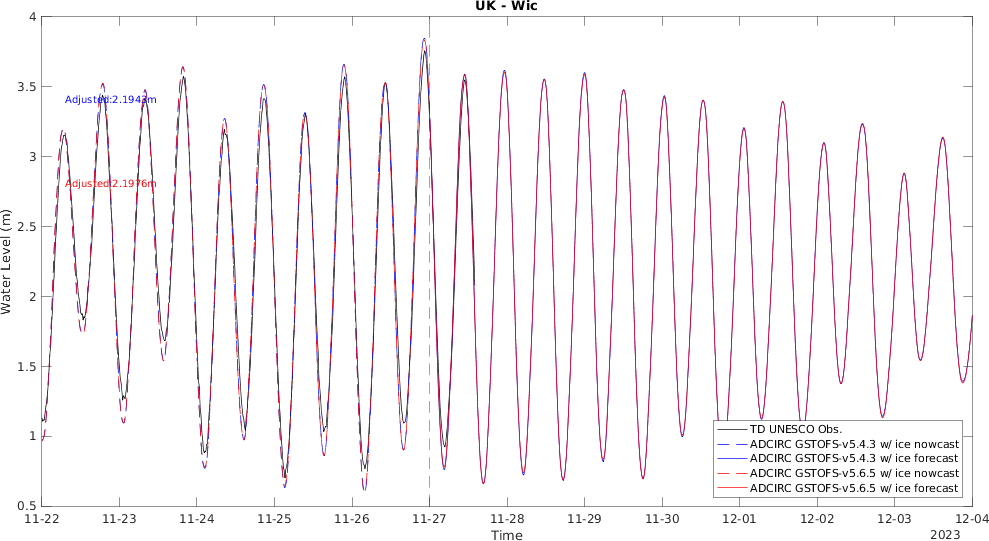 UK - Wic
Water Level (m)
4
3.5
3
2.5
2
1.5
1
0.5
Adjusted:2.1943m
Adjusted:2.1976m
TD UNESCO Obs.
ADCIRC GSTOFS-v5.4.3 w/ ice nowcast
ADCIRC GSTOFS-v5.4.3 w/ ice forecast
ADCIRC GSTOFS-v5.6.5 w/ ice nowcast
ADCIRC GSTOFS-v5.6.5 w/ ice forecast
11-22 11-23 11-24 11-25 11-26 11-27 11-28 11-29 11-30 12-01 12-02 12-03 12-04
Time
2023